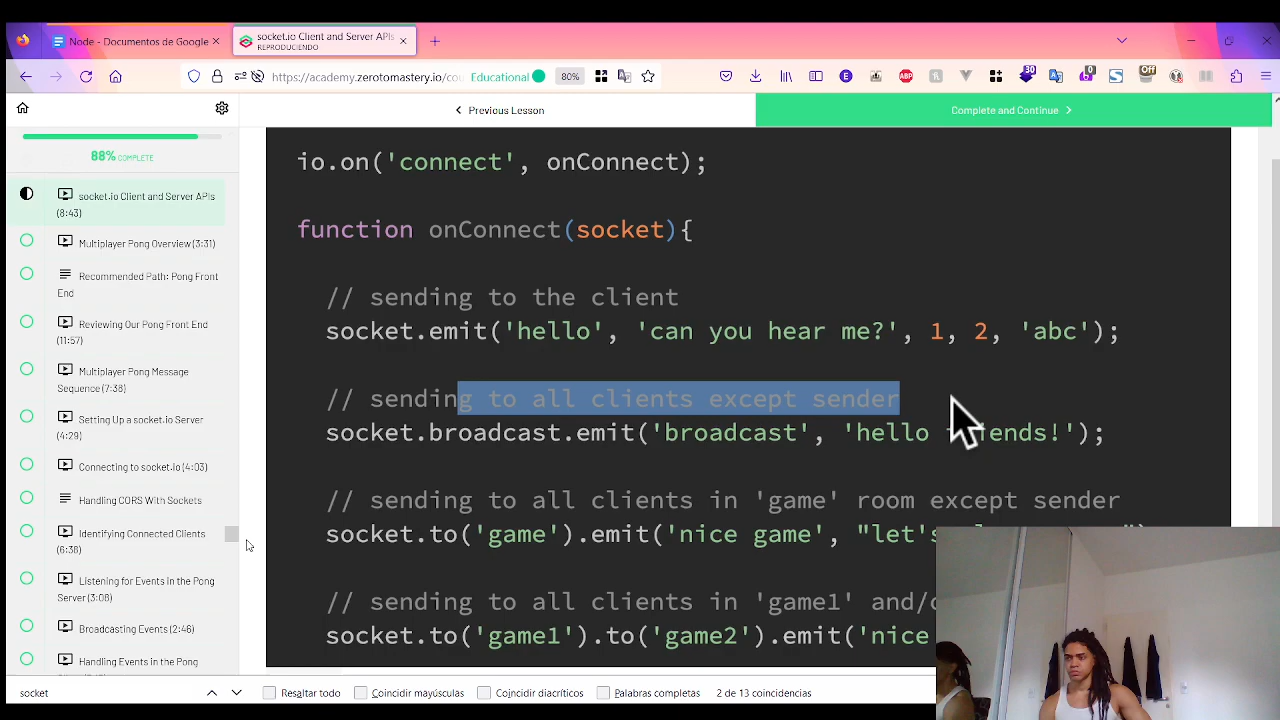 Node - Documentos de Google
socket.io Client and Server APIs
REPRODUCIENDO
https://academy.zerotomastery.io/cou
Educational
80%
30
0
Off
Previous Lesson
Complete and Continue
88% COMPLETE
socket.io Client and Server APIs
(8:43)
Multiplayer Pong Overview (3:31)
Recommended Path: Pong Front
End
Reviewing Our Pong Front End
(11:57)
Multiplayer Pong Message
Sequence (7:38)
Setting Up a socket.io Server
(4:29)
Connecting to socket.io (4:03)
Handling CORS With Sockets
Identifying Connected Clients
(6:38)
Listening for Events in the Pong
Server (3:08)
Broadcasting Events (2:46)
Handling Events in the Pong
io.on('connect', onConnect);
function onConnect(socket){
// sending to the client
socket.emit('hello', 'can you hear me?', 1, 2, 'abc');
// sending to all clients except sender
socket.broadcast.emit('broadcast', 'hello friends!');
// sending to all clients in 'game' room except sender
socket.to('game').emit('nice game', "let's
// sending to all clients in 'game1' and/
socket.to('game1').to('game2').emit('nice
socket
Resaltar todo
Coincidir mayúsculas
Coincidir diacríticos
Palabras completas
2 de 13 coincidencias